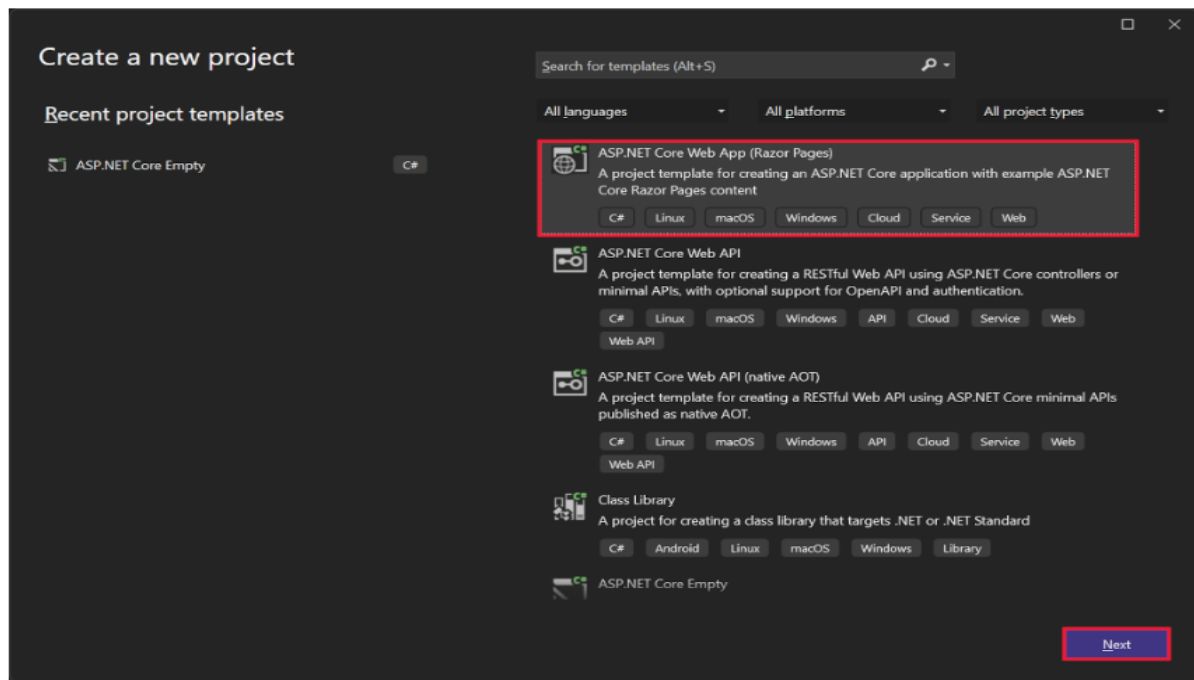 Create a new project
Search for templates (Alt+S)
Recent project templates
All languages
All platforms
All project types
ASP.NET Core Empty
C#
ASP.NET Core Web App (Razor Pages)
A project template for creating an ASP.NET Core application with example ASP.NET
Core Razor Pages content
C# Linux macOS Windows Cloud Service Web
ASP.NET Core Web API
A project template for creating a RESTful Web API using ASP.NET Core controllers or
minimal APIs, with optional support for OpenAPI and authentication.
C# Linux macOS Windows API Cloud Service Web
Web API
ASP.NET Core Web API (native AOT)
A project template for creating a RESTful Web API using ASP.NET Core minimal APIs
published as native AOT.
C# Linux macOS Windows API Cloud Service Web
Web API
Class Library
A project for creating a class library that targets .NET or .NET Standard
C# Android Linux macOS Windows Library
ASP.NET Core Empty
Next